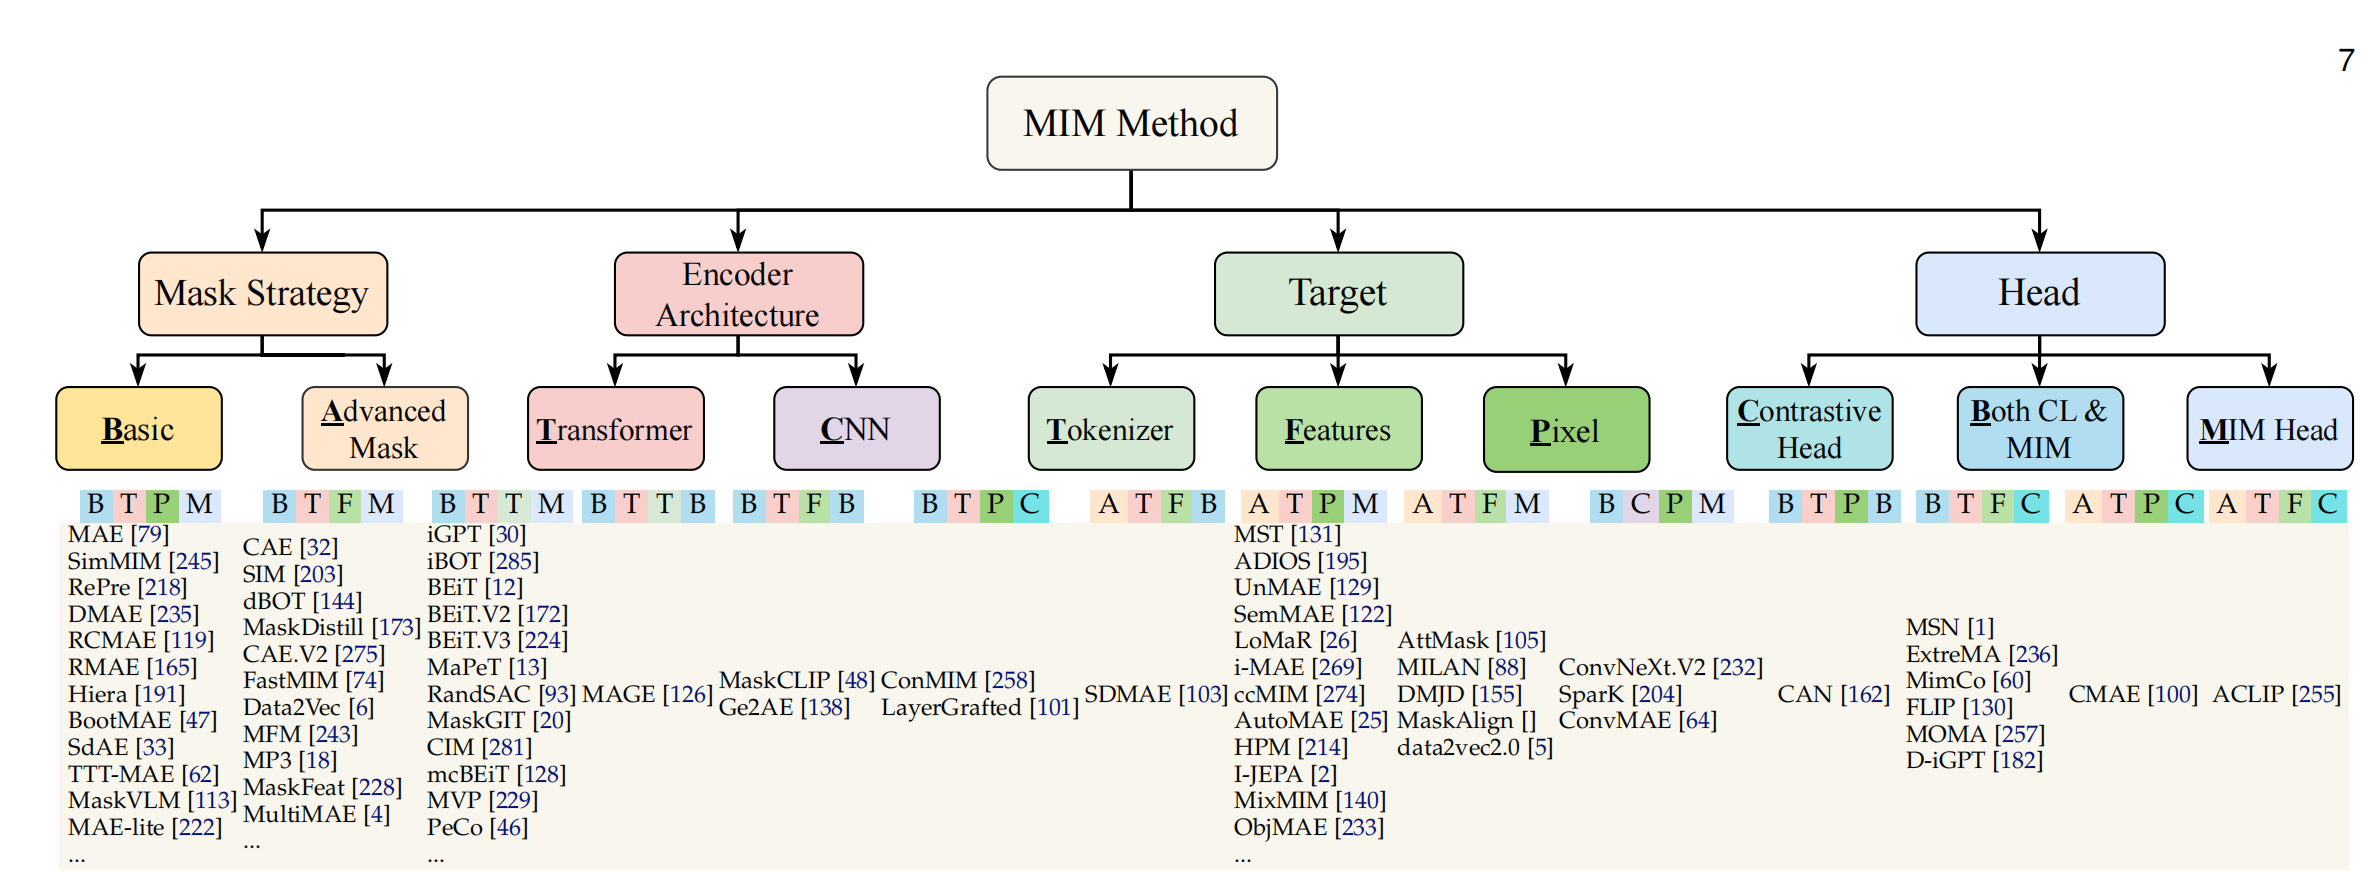 7
MIM Method
Mask Strategy
Encoder
Architecture
Target
Head
Basic
Advanced
Mask
Transformer
CNN
Tokenizer
Features
Pixel
Contrastive
Head
Both CL &
MIM
MIM Head
B T P M
MAE [79]
SimMIM [245]
RePre [218]
DMAE [235]
RCMAE [119]
RMAE [165]
Hiera [191]
BootMAE [47]
SdAE [33]
TTT-MAE [62]
MaskVLM [113]
MAE-lite [222]
...
B T F M
CAE [32]
SIM [203]
dBOT [144]
MaskDistill [173]
CAE.V2 [275]
FastMIM [74]
Data2Vec [6]
MFM [243]
MP3 [18]
MaskFeat [228]
MultiMAE [4]
...
B T T M
iGPT [30]
iBOT [285]
BEiT [12]
BEiT.V2 [172]
BEiT.V3 [224]
MaPeT [13]
RandSAC [93]
MaskGIT [20]
CIM [281]
mcBEiT [128]
MVP [229]
PeCo [46]
...
B T T B
MAGE [126]
B T F B
MaskCLIP [48]
Ge2AE [138]
B T P C
ConMIM [258]
LayerGrafted [101]
A T F B
SDMAE [103]
A T P M
MST [131]
ADIOS [195]
UnMAE [129]
SemMAE [122]
LoMaR [26]
i-MAE [269]
ccMIM [274]
AutoMAE [25]
HPM [214]
I-JEPA [2]
MixMIM [140]
ObjMAE [233]
...
A T F M
AttMask [105]
MILAN [88]
DMJD [155]
MaskAlign []
data2vec2.0 [5]
B C P M
ConvNeXt.V2 [232]
SparK [204]
ConvMAE [64]
B T P B
CAN [162]
B T F C
MSN [1]
ExtreMA [236]
MimCo [60]
FLIP [130]
MOMA [257]
D-iGPT [182]
A T P C
CMAE [100]
A T F C
ACLIP [255]